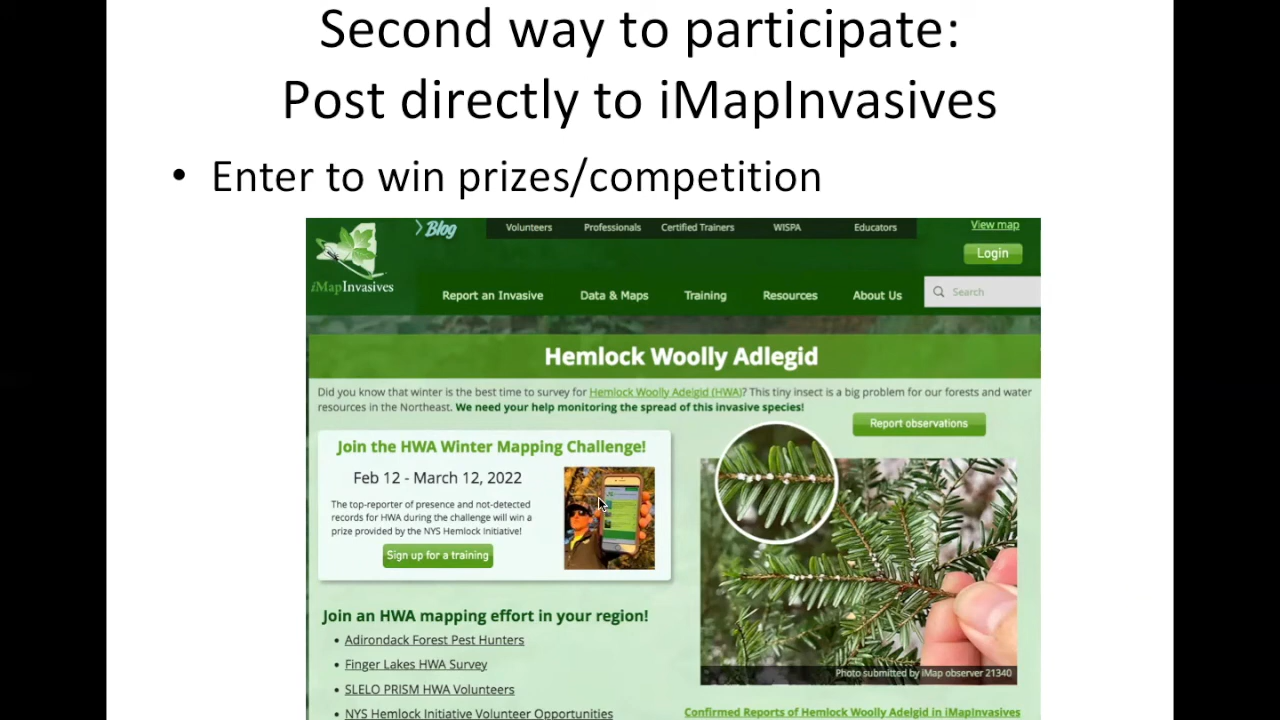 Second way to participate:
Post directly to iMapInvasives
• Enter to win prizes/competition
Blog
Volunteers
Professionals
Certified Trainers
WISPA
Educators
View map
Login
iMapInvasives
Report an Invasive
Data & Maps
Training
Resources
About Us
Search
Hemlock Woolly Adlegid
Did you know that winter is the best time to survey for Hemlock Woolly Adelgid (HWA)? This tiny insect is a big problem for our forests and water
resources in the Northeast. We need your help monitoring the spread of this invasive species!
Report observations
Join the HWA Winter Mapping Challenge!
Feb 12 - March 12, 2022
The top-reporter of presence and not-detected
records for HWA during the challenge will win a
prize provided by the NYS Hemlock Initiative!
Sign up for a training
Join an HWA mapping effort in your region!
• Adirondack Forest Pest Hunters
• Finger Lakes HWA Survey
• SLELO PRISM HWA Volunteers
• NYS Hemlock Initiative Volunteer Opportunities
Photo submitted by iMap observer 21340
Confirmed Reports of Hemlock Woolly Adelgid in iMapInvasives